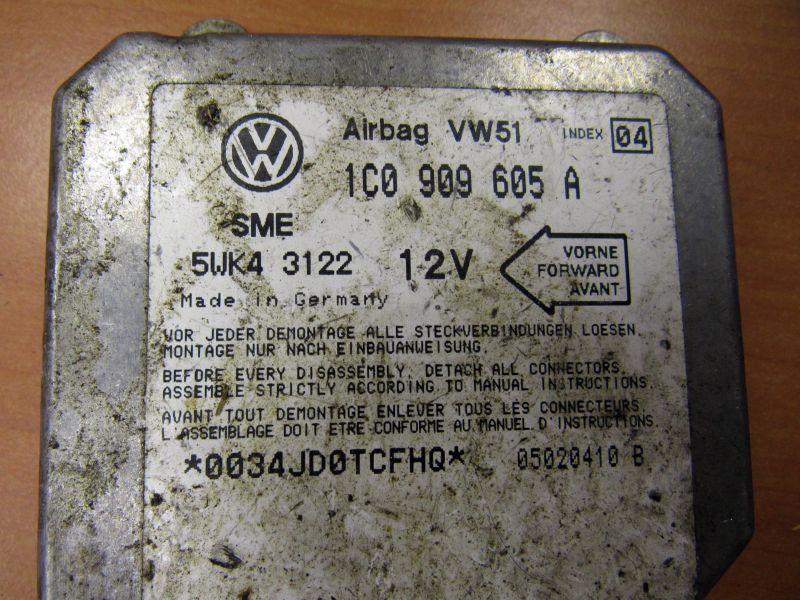 Airbag VW51 INDEX 04
1C0 909 605 A
SME
5WK4 3122 12V
VORNE
FORWARD
AVANT
Made in Germany
VOR JEDER DEMONTAGE ALLE STECKVERBINDUNGEN LOESEN.
MONTAGE NUR NACH EINBAUANWEISUNG.
BEFORE EVERY DISASSEMBLY, DETACH ALL CONNECTORS.
ASSEMBLE STRICTLY ACCORDING TO MANUAL INSTRUCTIONS.
AVANT TOUT DEMONTAGE ENLEVER TOUS LES CONNECTEURS.
L'ASSEMBLAGE DOIT ETRE CONFORME AU MANUEL D'INSTRUCTIONS.
*0034JD0TCFHQ* 05020410 B